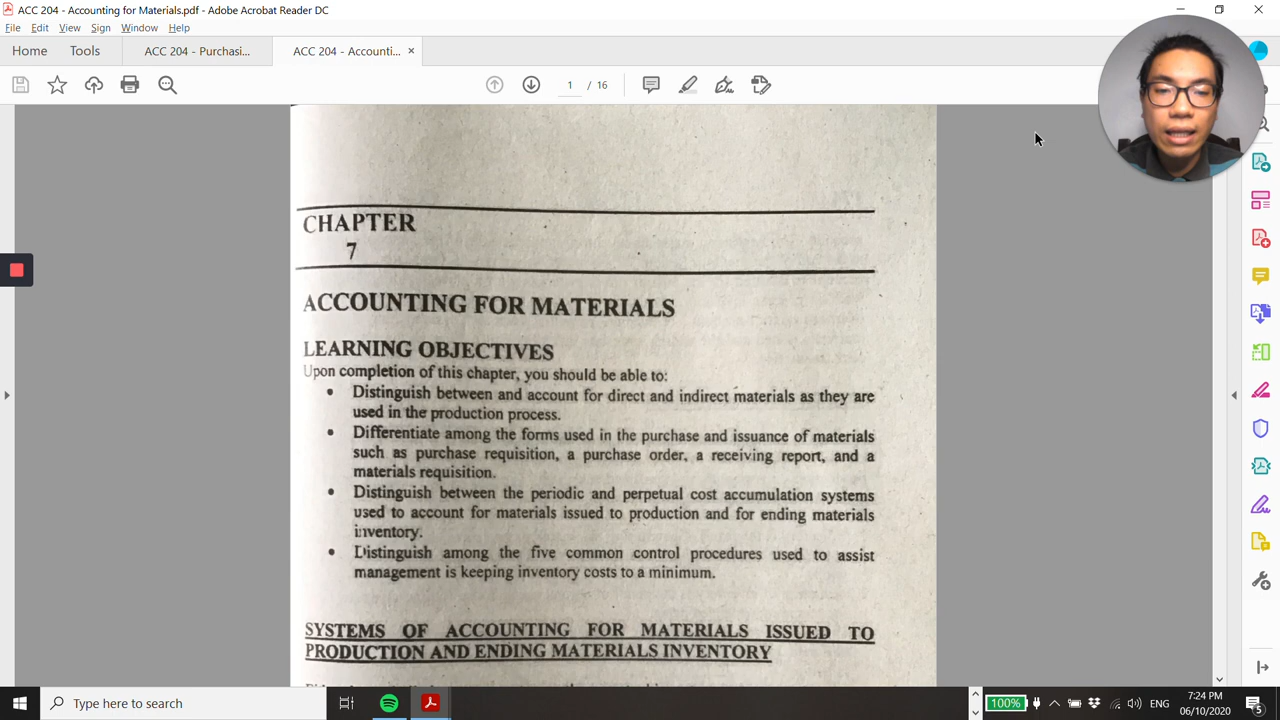 ACC 204 - Accounting for Materials.pdf - Adobe Acrobat Reader DC
File Edit View Sign Window Help
Home Tools ACC 204 - Purchasi... ACC 204 - Accounti... ×
1 / 16
CHAPTER
7
ACCOUNTING FOR MATERIALS
LEARNING OBJECTIVES
Upon completion of this chapter, you should be able to:
• Distinguish between and account for direct and indirect materials as they are
used in the production process.
• Differentiate among the forms used in the purchase and issuance of materials
such as purchase requisition, a purchase order, a receiving report, and a
materials requisition.
• Distinguish between the periodic and perpetual cost accumulation systems
used to account for materials issued to production and for ending materials
inventory.
• Distinguish among the five common control procedures used to assist
management is keeping inventory costs to a minimum.
SYSTEMS OF ACCOUNTING FOR MATERIALS ISSUED TO
PRODUCTION AND ENDING MATERIALS INVENTORY
Type here to search
100%
ENG
7:24 PM
06/10/2020
5